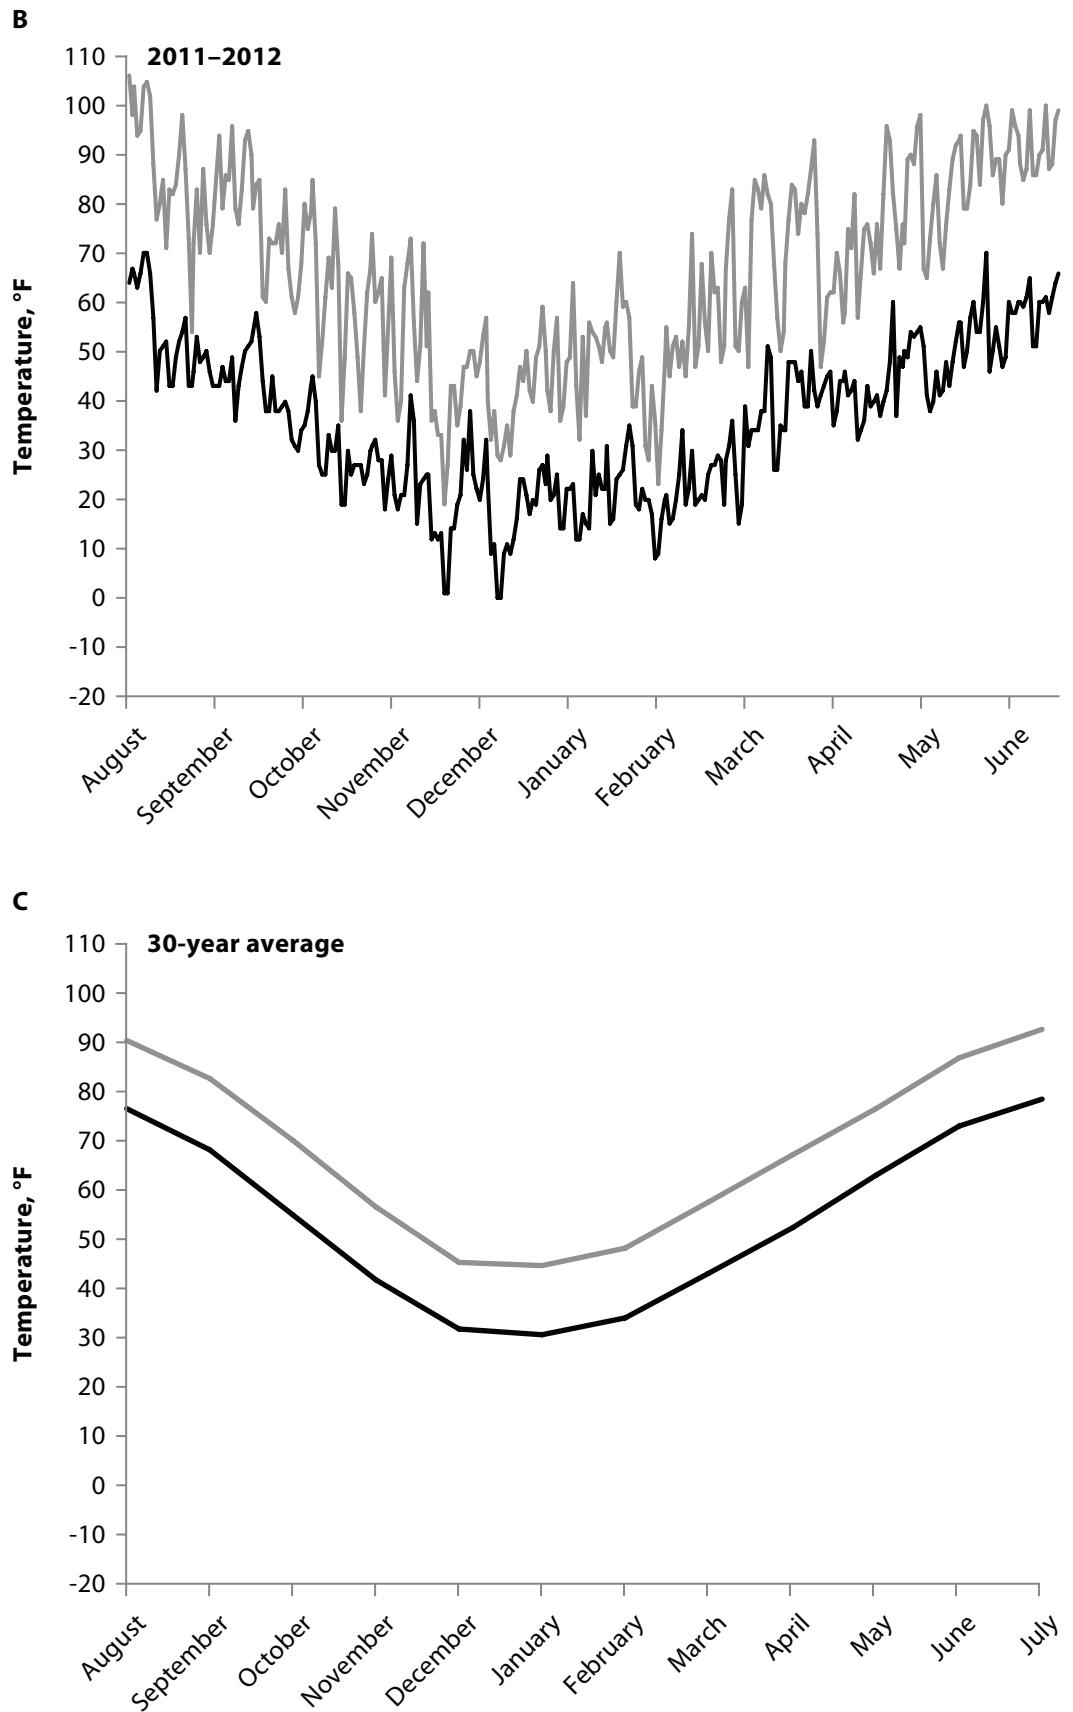 B
2011–2012
110
100
90
80
70
60
50
40
30
20
10
0
-10
-20
Temperature, °F
August
September
October
November
December
January
February
March
April
May
June
C
30-year average
110
100
90
80
70
60
50
40
30
20
10
0
-10
-20
Temperature, °F
August
September
October
November
December
January
February
March
April
May
June
July